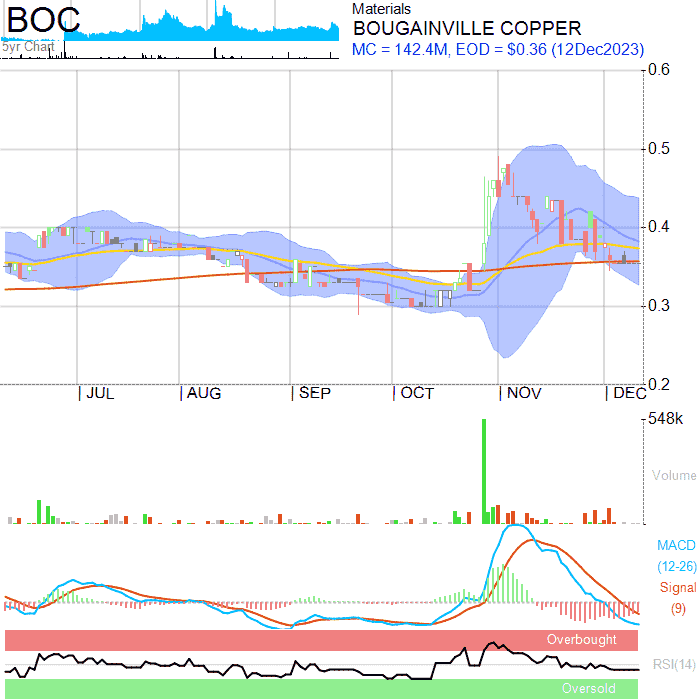 BOC
5yr Chart
Materials
BOUGAINVILLE COPPER
MC = 142.4M, EOD = $0.36 (12Dec2023)
0.6
0.5
0.4
0.3
0.2
JUL
AUG
SEP
OCT
NOV
DEC
548k
Volume
MACD
(12-26)
Signal
(9)
Overbought
RSI(14)
Oversold